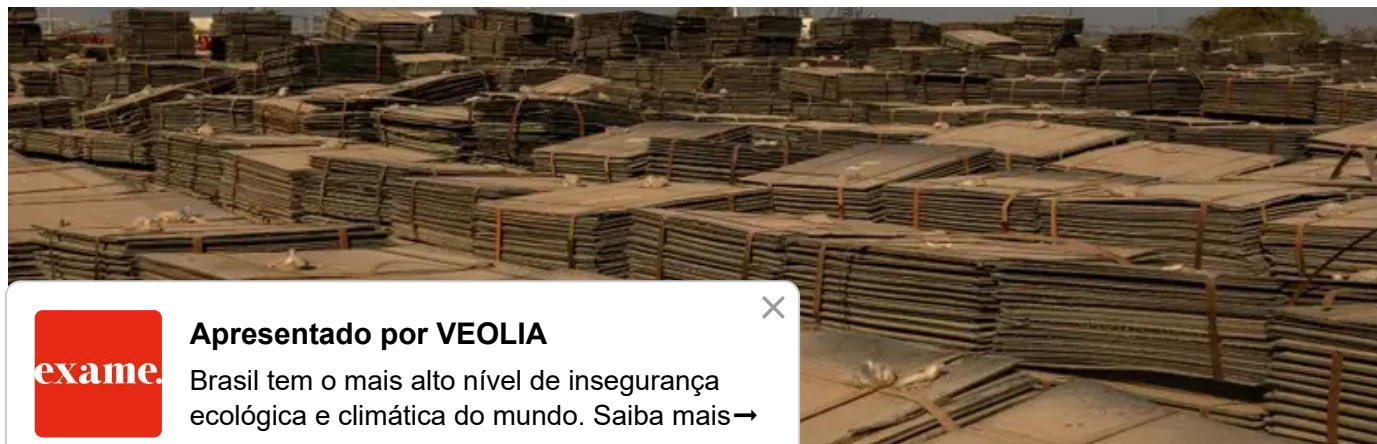 exame.
Apresentado por VEOLIA
Brasil tem o mais alto nível de insegurança
ecológica e climática do mundo. Saiba mais→